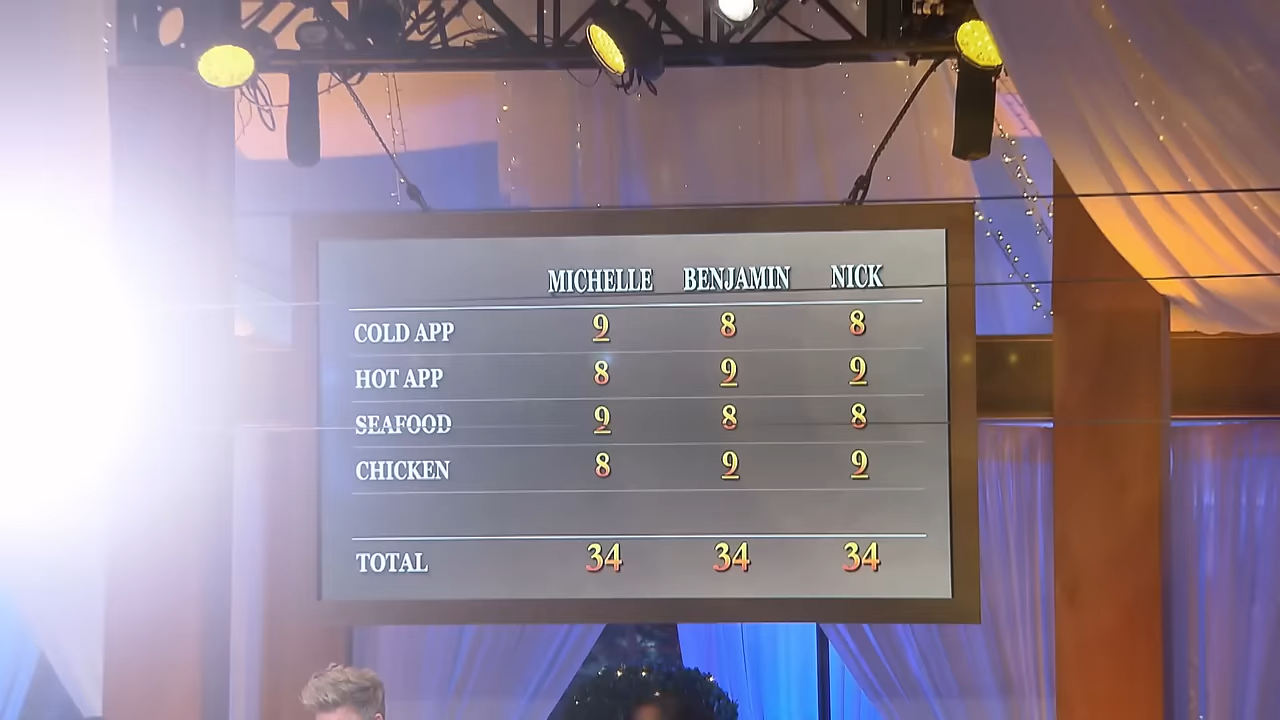 MICHELLE BENJAMIN NICK
COLD APP 9 8 8
HOT APP 8 9 9
SEAFOOD 9 8 8
CHICKEN 8 9 9
TOTAL 34 34 34